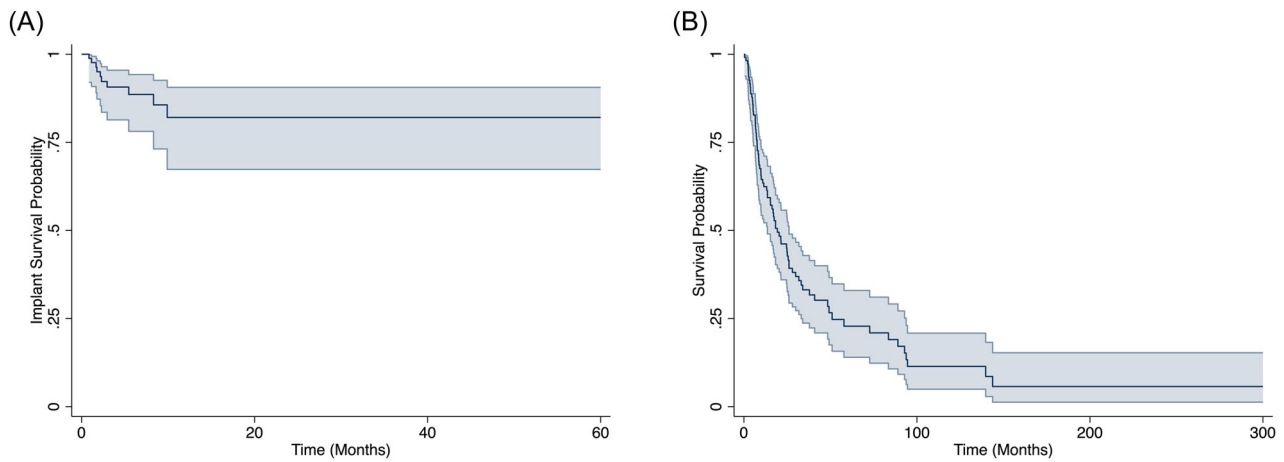 (A)
Implant Survival Probability
1
.75
.5
.25
0
0 20 40 60
Time (Months)
(B)
Survival Probability
1
.75
.5
.25
0
0 100 200 300
Time (Months)